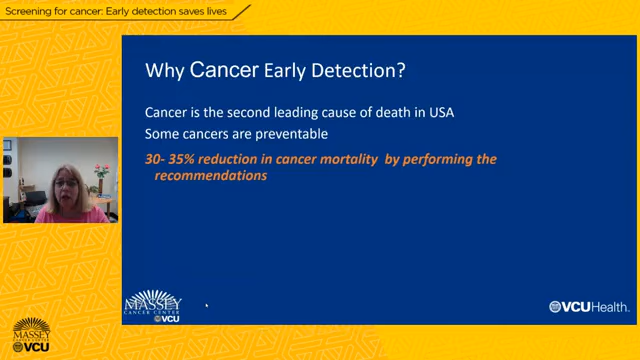 Screening for cancer: Early detection saves lives
Why Cancer Early Detection?
Cancer is the second leading cause of death in USA
Some cancers are preventable
30- 35% reduction in cancer mortality by performing the
recommendations
MASSEY
CANCER CENTER
VCU
VCUHealth.
MASSEY
CANCER CENTER
VCU